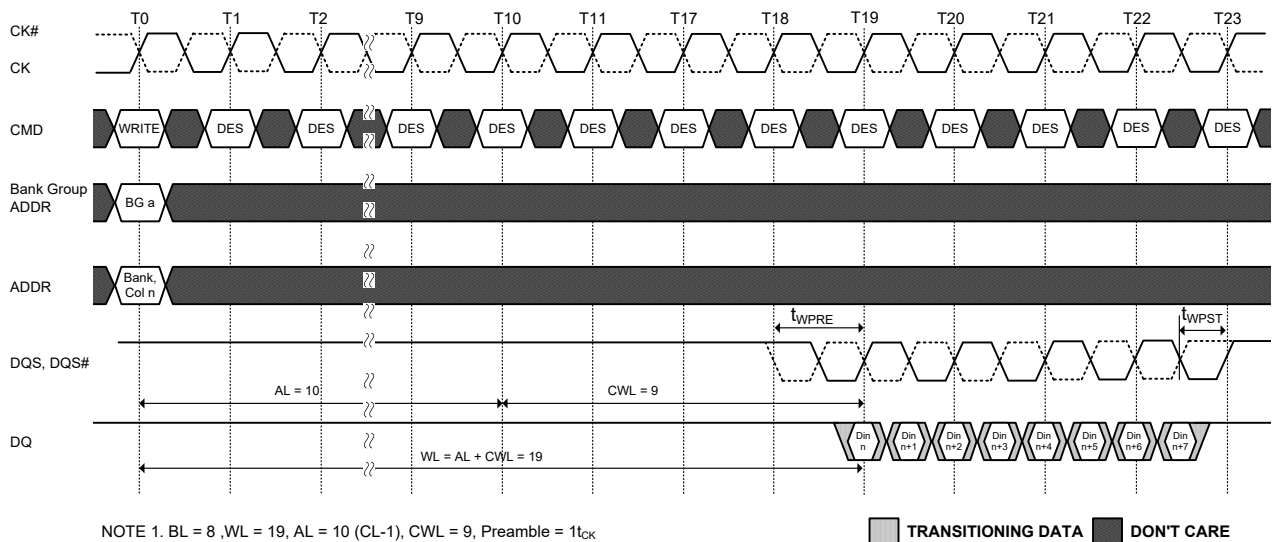 T0 T1 T2 T9 T10 T11 T17 T18 T19 T20 T21 T22 T23
CK#
CK
CMD WRITE DES DES DES DES DES DES DES DES DES DES DES DES
Bank Group
ADDR
BG a
ADDR
Bank,
Col n
tWPRE tWPST
DQS, DQS#
AL = 10 CWL = 9
DQ
Din n Din n+1 Din n+2 Din n+3 Din n+4 Din n+5 Din n+6 Din n+7
WL = AL + CWL = 19
NOTE 1. BL = 8 ,WL = 19, AL = 10 (CL-1), CWL = 9, Preamble = 1tCK
TRANSITIONING DATA DON'T CARE